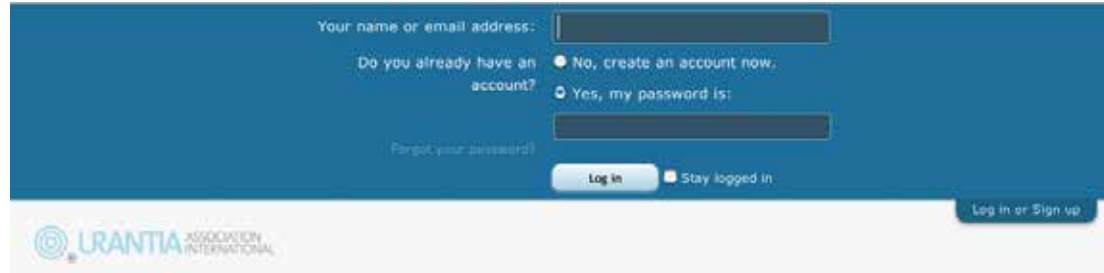 Your name or email address:
Do you already have an
account?
No, create an account now.
Yes, my password is:
Forgot your password?
Log in
Stay logged in
Log in or Sign up
URANTIA ASSOCIATION
INTERNATIONAL
®